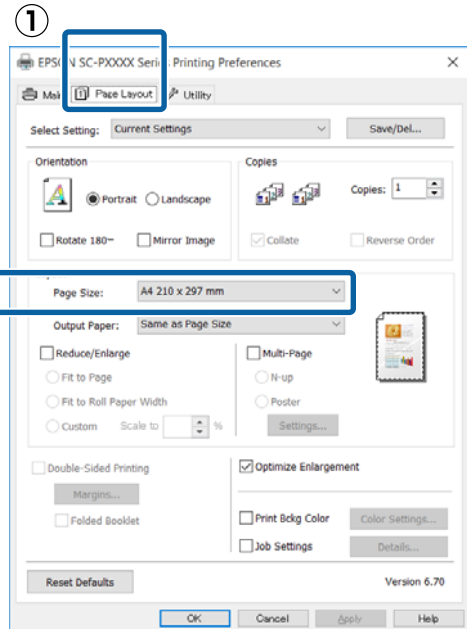 ①
EPSON SC-PXXXX Series Printing Preferences
Page Layout Utility
Select Setting: Current Settings Save/Del...
Orientation Copies
A Portrait Landscape Copies: 1
Rotate 180° Mirror Image Collate Reverse Order
Page Size: A4 210 x 297 mm
Output Paper: Same as Page Size
Reduce/Enlarge Multi-Page
Fit to Page N-up
Fit to Roll Paper Width Poster
Custom Scale to % Settings...
Double-Sided Printing Optimize Enlargement
Margins...
Folded Booklet Print Bckg Color Color Settings...
Job Settings Details...
Reset Defaults Version 6.70
OK Cancel Apply Help